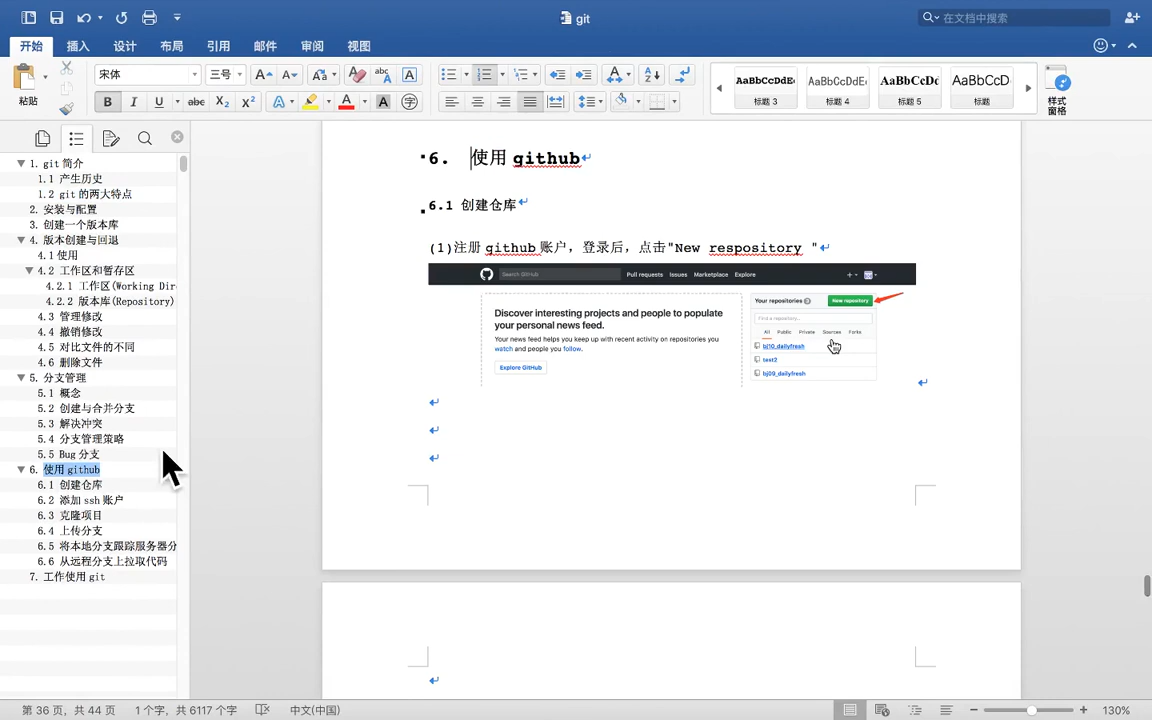 git
在文档中搜索
开始
插入
设计
布局
引用
邮件
审阅
视图
粘贴
宋体
三号
AaBbCcDdE
标题 3
AaBbCcDdE
标题 4
AaBbCcDc
标题 5
AaBbCcD
标题
样式
窗格
1. git 简介
1.1 产生历史
1.2 git 的两大特点
2. 安装与配置
3. 创建一个版本库
4. 版本创建与回退
4.1 使用
4.2 工作区和暂存区
4.2.1 工作区(Working Dir
4.2.2 版本库(Repository)
4.3 管理修改
4.4 撤销修改
4.5 对比文件的不同
4.6 删除文件
5. 分支管理
5.1 概念
5.2 创建与合并分支
5.3 解决冲突
5.4 分支管理策略
5.5 Bug 分支
6. 使用 github
6.1 创建仓库
6.2 添加 ssh 账户
6.3 克隆项目
6.4 上传分支
6.5 将本地分支跟踪服务器分
6.6 从远程分支上拉取代码
7. 工作使用 git
6. 使用 github
6.1 创建仓库
(1)注册 github 账户，登录后，点击"New respository "
Search GitHub
Pull requests Issues Marketplace Explore
Discover interesting projects and people to populate
your personal news feed.
Your news feed helps you keep up with recent activity on repositories you
watch and people you follow.
Explore GitHub
Your repositories 3
New repository
Find a repository...
All Public Private Sources Forks
bj10_dailyfresh
test2
bj09_dailyfresh
第 36 页，共 44 页
1 个字，共 6117 个字
中文(中国)
130%